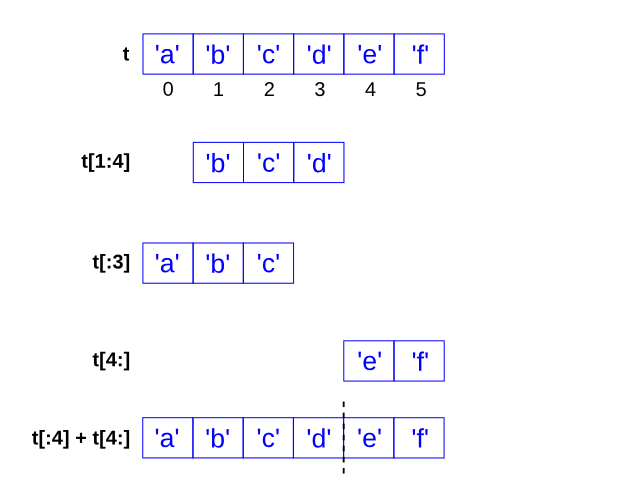 t 'a' 'b' 'c' 'd' 'e' 'f'
0 1 2 3 4 5
t[1:4] 'b' 'c' 'd'
t[:3] 'a' 'b' 'c'
t[4:] 'e' 'f'
t[:4] + t[4:] 'a' 'b' 'c' 'd' 'e' 'f'